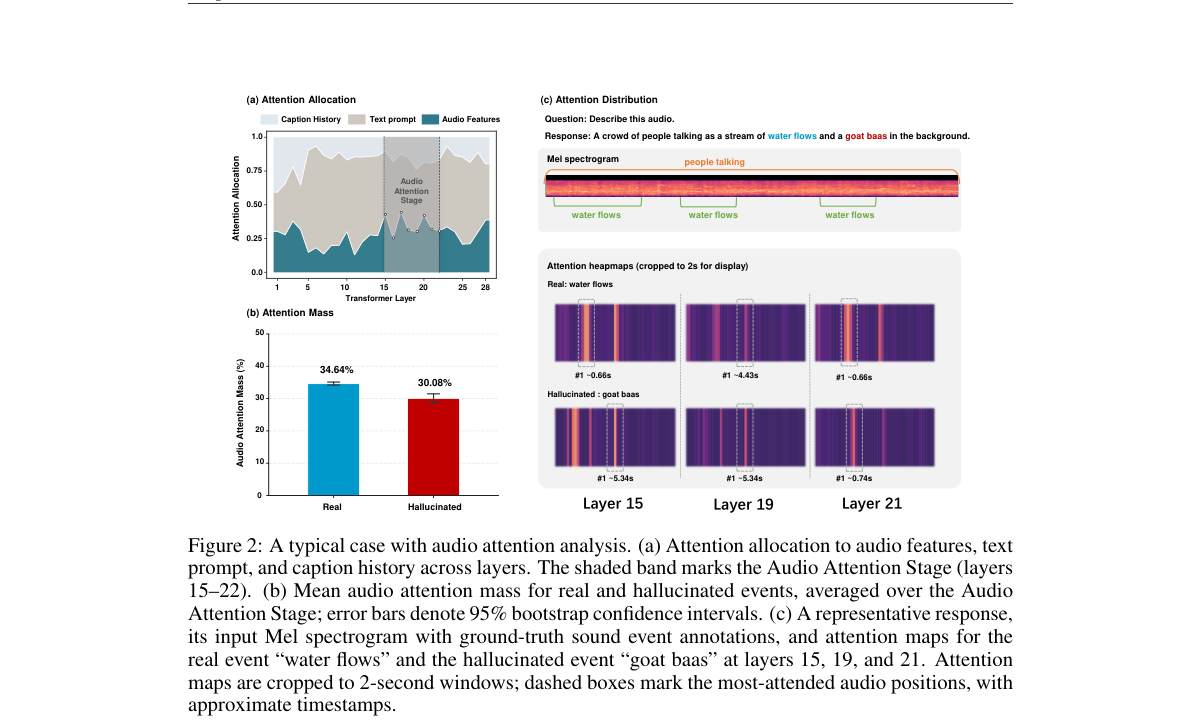 (a) Attention Allocation
Caption History Text prompt Audio Features
Attention Allocation
1.0
0.75
0.50
0.25
0.0
Audio
Attention
Stage
1 5 10 15 20 25 28
Transformer Layer
(b) Attention Mass
Audio Attention Mass (%)
50
40
30
20
10
0
34.64%
30.08%
Real Hallucinated
(c) Attention Distribution
Question: Describe this audio.
Response: A crowd of people talking as a stream of water flows and a goat baas in the background.
Mel spectrogram
people talking
water flows water flows water flows
Attention heatmaps (cropped to 2s for display)
Real: water flows
#1 ~0.66s #1 ~4.43s #1 ~0.66s
Hallucinated : goat baas
#1 ~5.34s #1 ~5.34s #1 ~0.74s
Layer 15 Layer 19 Layer 21
Figure 2: A typical case with audio attention analysis. (a) Attention allocation to audio features, text
prompt, and caption history across layers. The shaded band marks the Audio Attention Stage (layers
15–22). (b) Mean audio attention mass for real and hallucinated events, averaged over the Audio
Attention Stage; error bars denote 95% bootstrap confidence intervals. (c) A representative response,
its input Mel spectrogram with ground-truth sound event annotations, and attention maps for the
real event “water flows” and the hallucinated event “goat baas” at layers 15, 19, and 21. Attention
maps are cropped to 2-second windows; dashed boxes mark the most-attended audio positions, with
approximate timestamps.